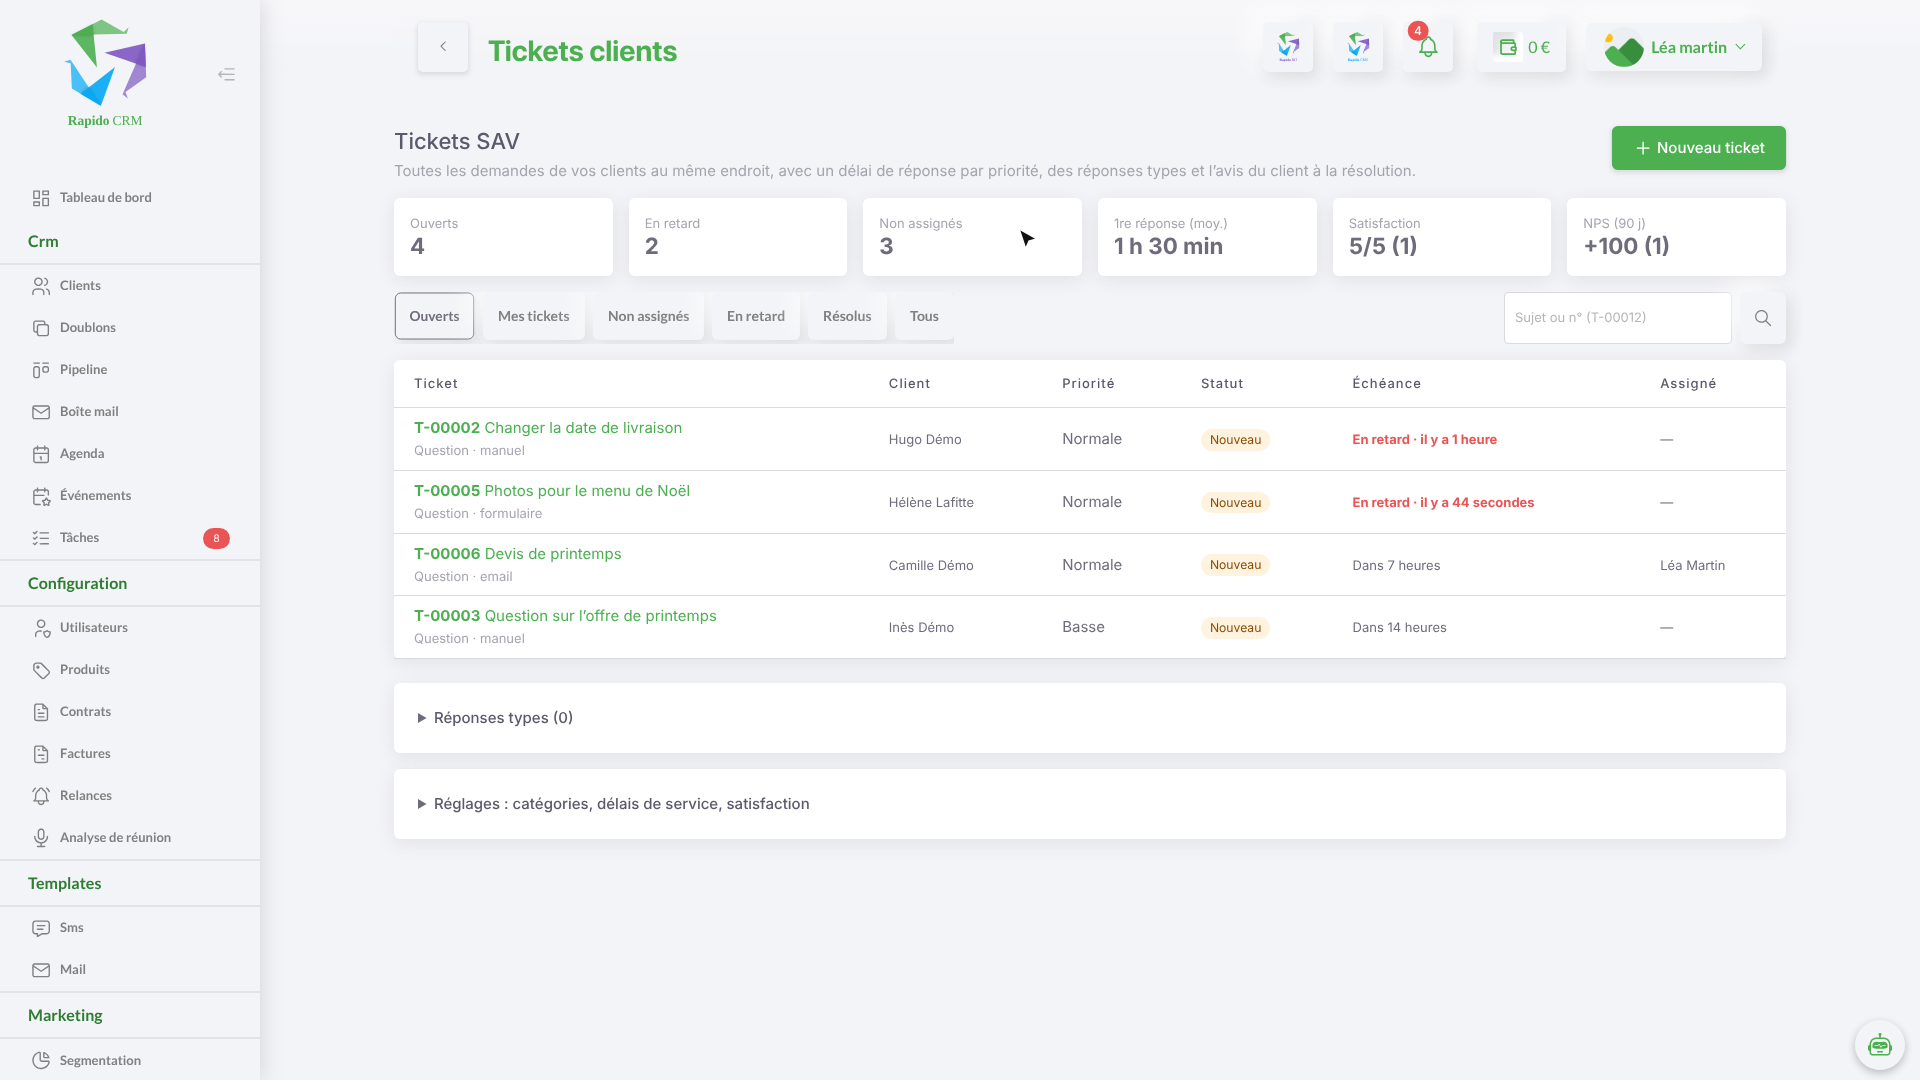 Rapido CRM
Tableau de bord
Crm
Clients
Doublons
Pipeline
Boîte mail
Agenda
Événements
Tâches 8
Configuration
Utilisateurs
Produits
Contrats
Factures
Relances
Analyse de réunion
Templates
Sms
Mail
Marketing
Segmentation
Tickets clients
4
0 €
Léa martin
Tickets SAV
Toutes les demandes de vos clients au même endroit, avec un délai de réponse par priorité, des réponses types et l’avis du client à la résolution.
+ Nouveau ticket
Ouverts
4
En retard
2
Non assignés
3
1re réponse (moy.)
1 h 30 min
Satisfaction
5/5 (1)
NPS (90 j)
+100 (1)
Ouverts Mes tickets Non assignés En retard Résolus Tous
Sujet ou n° (T-00012)
Ticket Client Priorité Statut Échéance Assigné
T-00002 Changer la date de livraison
Question · manuel
Hugo Démo Normale Nouveau En retard · il y a 1 heure —
T-00005 Photos pour le menu de Noël
Question · formulaire
Hélène Lafitte Normale Nouveau En retard · il y a 44 secondes —
T-00006 Devis de printemps
Question · email
Camille Démo Normale Nouveau Dans 7 heures Léa Martin
T-00003 Question sur l’offre de printemps
Question · manuel
Inès Démo Basse Nouveau Dans 14 heures —
Réponses types (0)
Réglages : catégories, délais de service, satisfaction